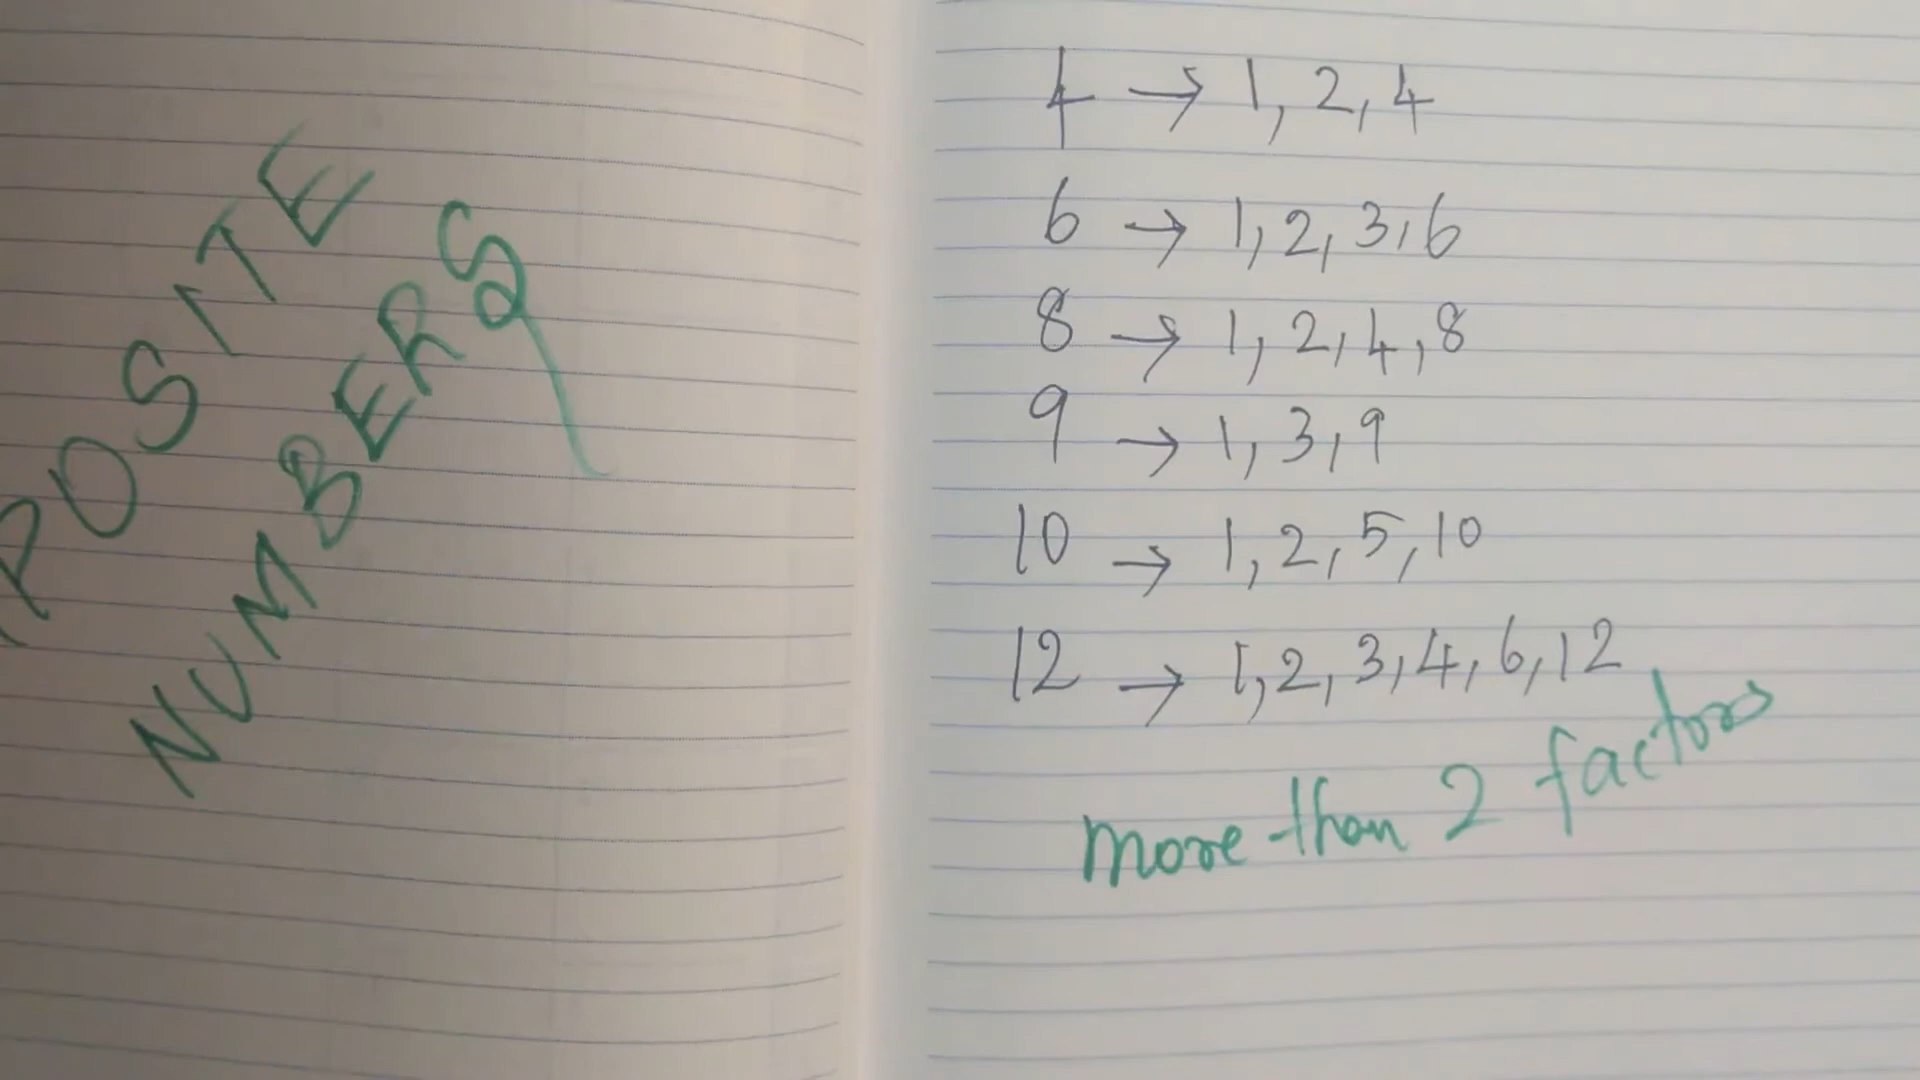 POSITE
NUMBERS
4 → 1, 2, 4
6 → 1, 2, 3, 6
8 → 1, 2, 4, 8
9 → 1, 3, 9
10 → 1, 2, 5, 10
12 → 1, 2, 3, 4, 6, 12
more than 2 factors